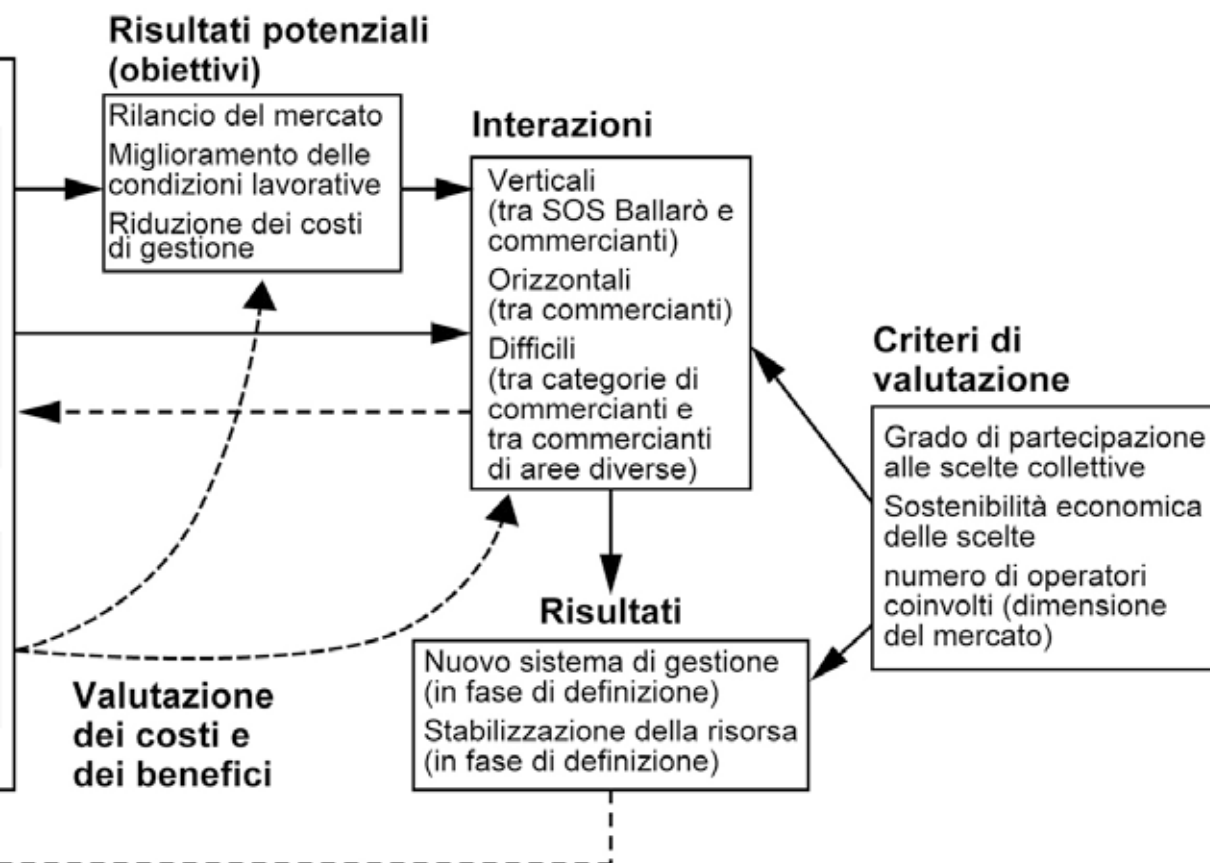 Risultati potenziali
(obiettivi)
Rilancio del mercato
Miglioramento delle
condizioni lavorative
Riduzione dei costi
di gestione
Interazioni
Verticali
(tra SOS Ballarò e
commercianti)
Orizzontali
(tra commercianti)
Difficili
(tra categorie di
commercianti e
tra commercianti
di aree diverse)
Criteri di
valutazione
Grado di partecipazione
alle scelte collettive
Sostenibilità economica
delle scelte
numero di operatori
coinvolti (dimensione
del mercato)
Risultati
Nuovo sistema di gestione
(in fase di definizione)
Stabilizzazione della risorsa
(in fase di definizione)
Valutazione
dei costi e
dei benefici